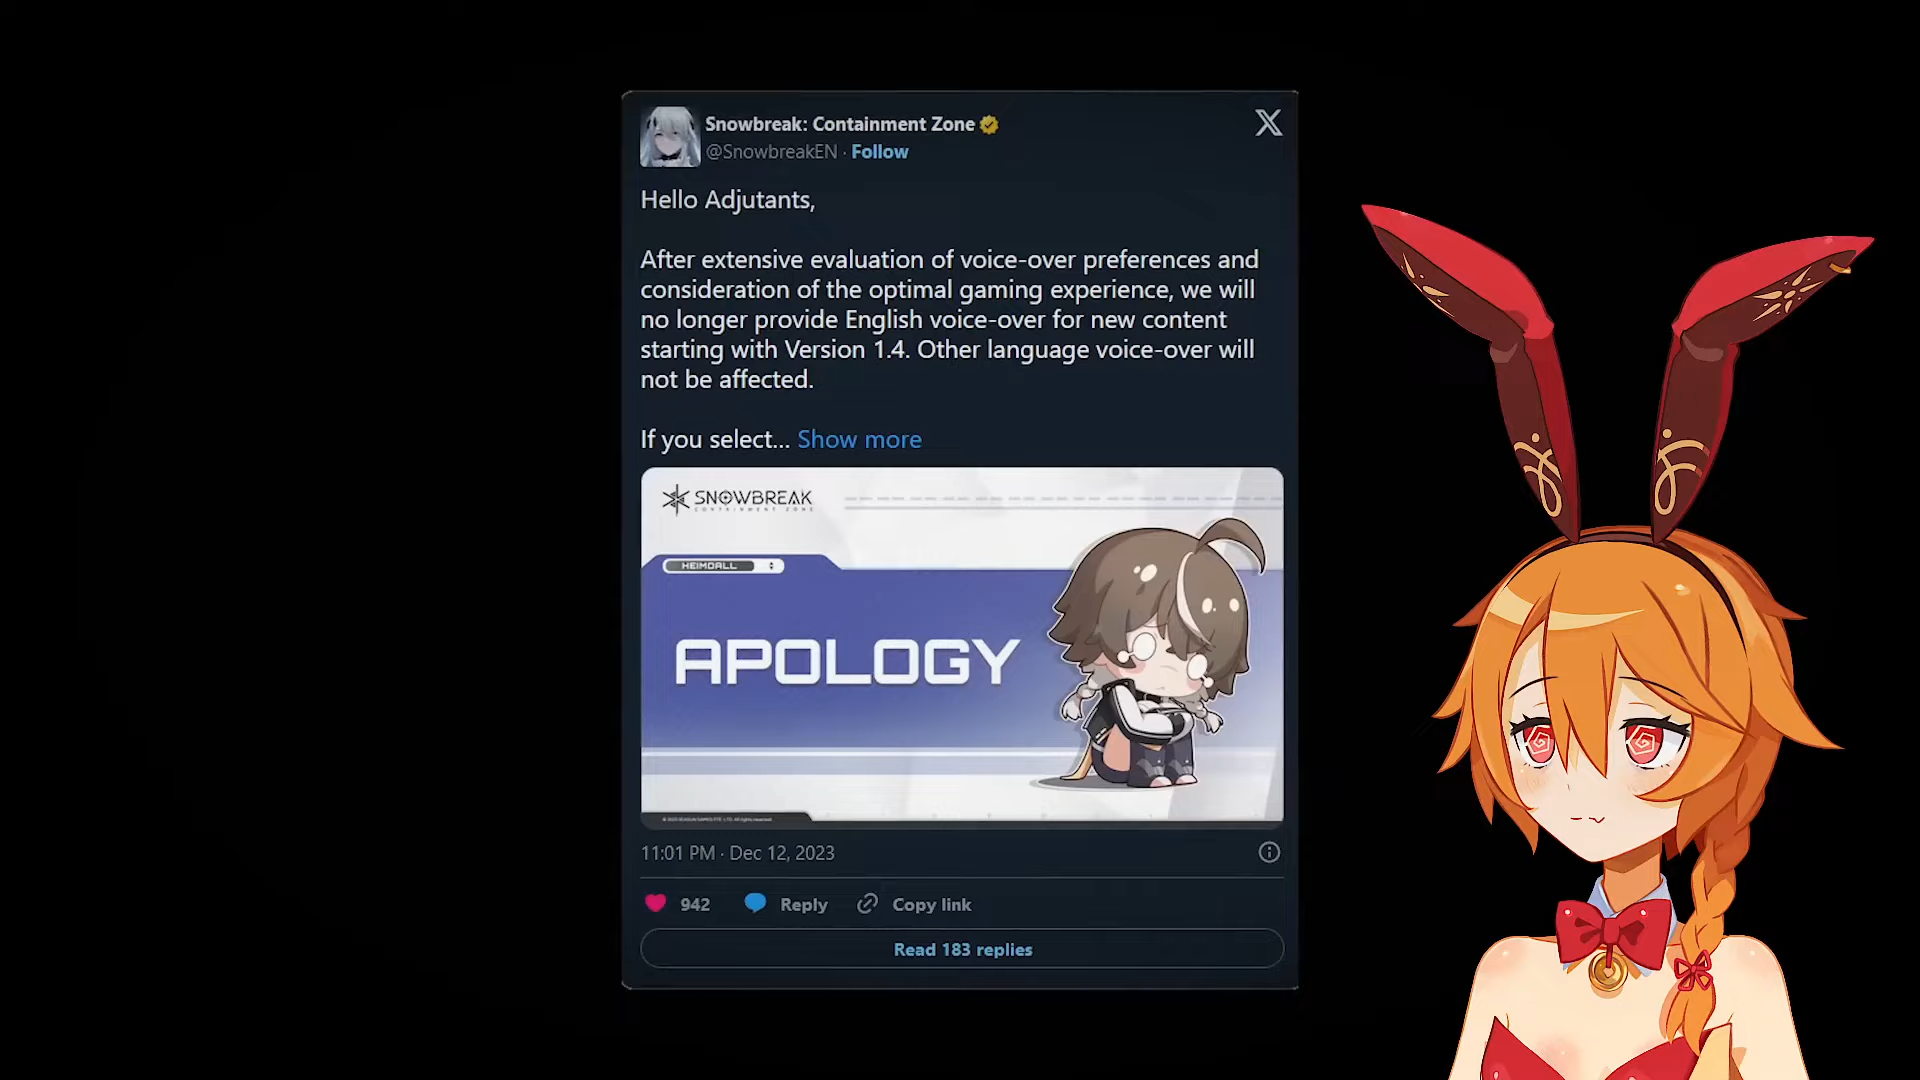 Snowbreak: Containment Zone
@SnowbreakEN · Follow
Hello Adjutants,
After extensive evaluation of voice-over preferences and
consideration of the optimal gaming experience, we will
no longer provide English voice-over for new content
starting with Version 1.4. Other language voice-over will
not be affected.
If you select... Show more
SNOWBREAK
CONTAINMENT ZONE
HEIMDALL
APOLOGY
11:01 PM · Dec 12, 2023
942 Reply Copy link
Read 183 replies